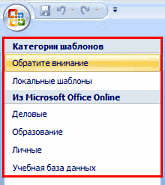 Категории шаблонов
Обратите внимание
Локальные шаблоны
Из Microsoft Office Online
Деловые
Образование
Личные
Учебная база данных